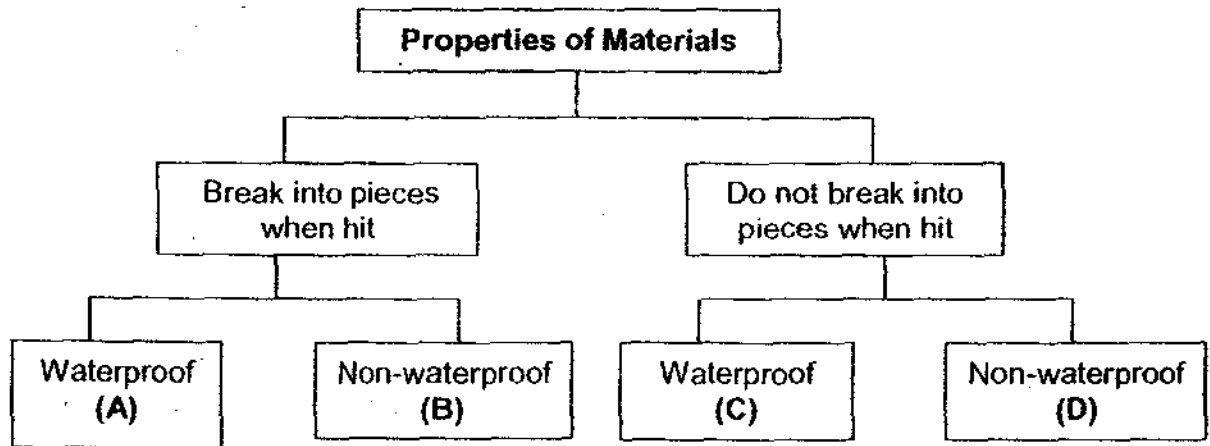 Properties of Materials
Break into pieces
when hit
Do not break into
pieces when hit
Waterproof
(A)
Non-waterproof
(B)
Waterproof
(C)
Non-waterproof
(D)